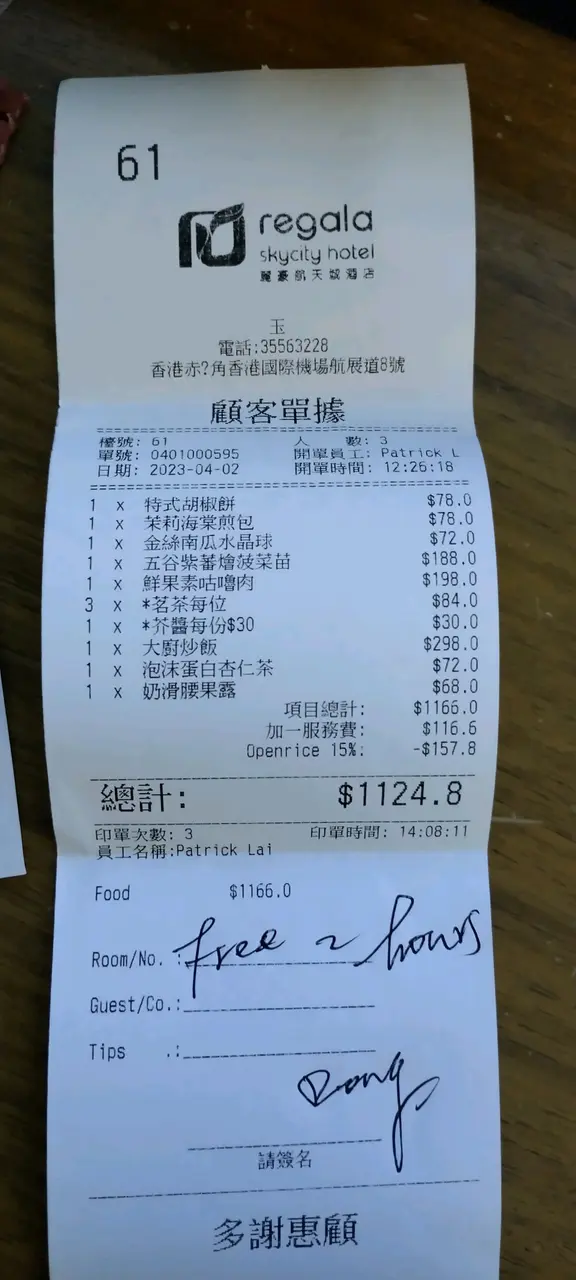 61
regala
skycity hotel
麗豪航天城酒店
玉
電話:35563228
香港赤?角香港國際機場航展道8號
顧客單據
檯號: 61 人 數: 3
單號: 0401000595 開單員工: Patrick L
日期: 2023-04-02 開單時間: 12:26:18
1 x 特式胡椒餅 $78.0
1 x 茉莉海棠煎包 $78.0
1 x 金絲南瓜水晶球 $72.0
1 x 五谷紫蕃燴菠菜苗 $188.0
1 x 鮮果素咕嚕肉 $198.0
3 x *茗茶每位 $84.0
1 x *芥醬每份$30 $30.0
1 x 大廚炒飯 $298.0
1 x 泡沫蛋白杏仁茶 $72.0
1 x 奶滑腰果露 $68.0
項目總計: $1166.0
加一服務費: $116.6
Openrice 15%: -$157.8
總計: $1124.8
印單次數: 3 印單時間: 14:08:11
員工名稱:Patrick Lai
Food $1166.0
Room/No. : free 2 hours
Guest/Co.:
Tips .:
請簽名
多謝惠顧